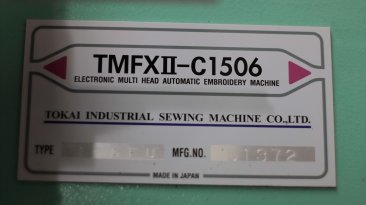 TMFXII-C1506
ELECTRONIC MULTI HEAD AUTOMATIC EMBROIDERY MACHINE
TOKAI INDUSTRIAL SEWING MACHINE CO.,LTD.
TYPE MFG.NO.
MADE IN JAPAN